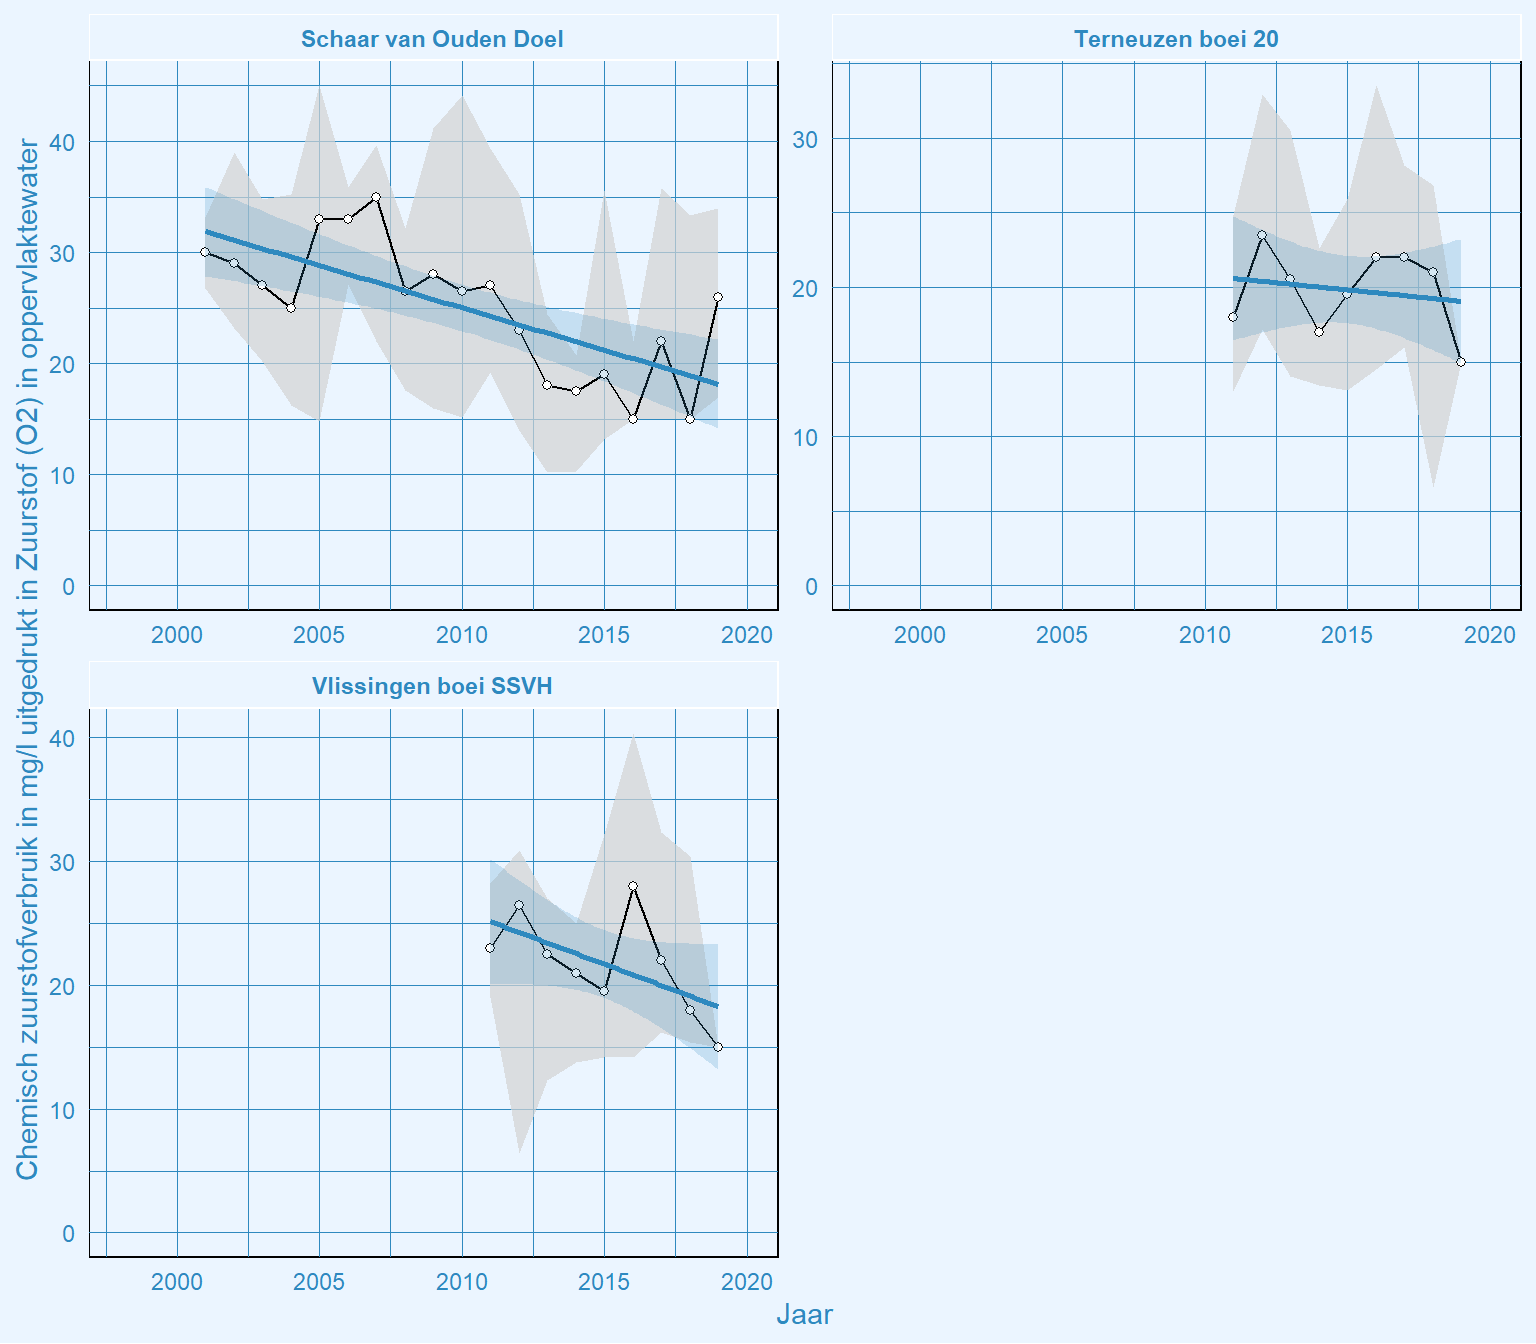 Chemisch zuurstofverbruik in mg/l uitgedrukt in Zuurstof (O2) in oppervlaktewater
Schaar van Ouden Doel
40
30
20
10
0
2000 2005 2010 2015 2020
Terneuzen boei 20
30
20
10
0
2000 2005 2010 2015 2020
Vlissingen boei SSVH
40
30
20
10
0
2000 2005 2010 2015 2020
Jaar